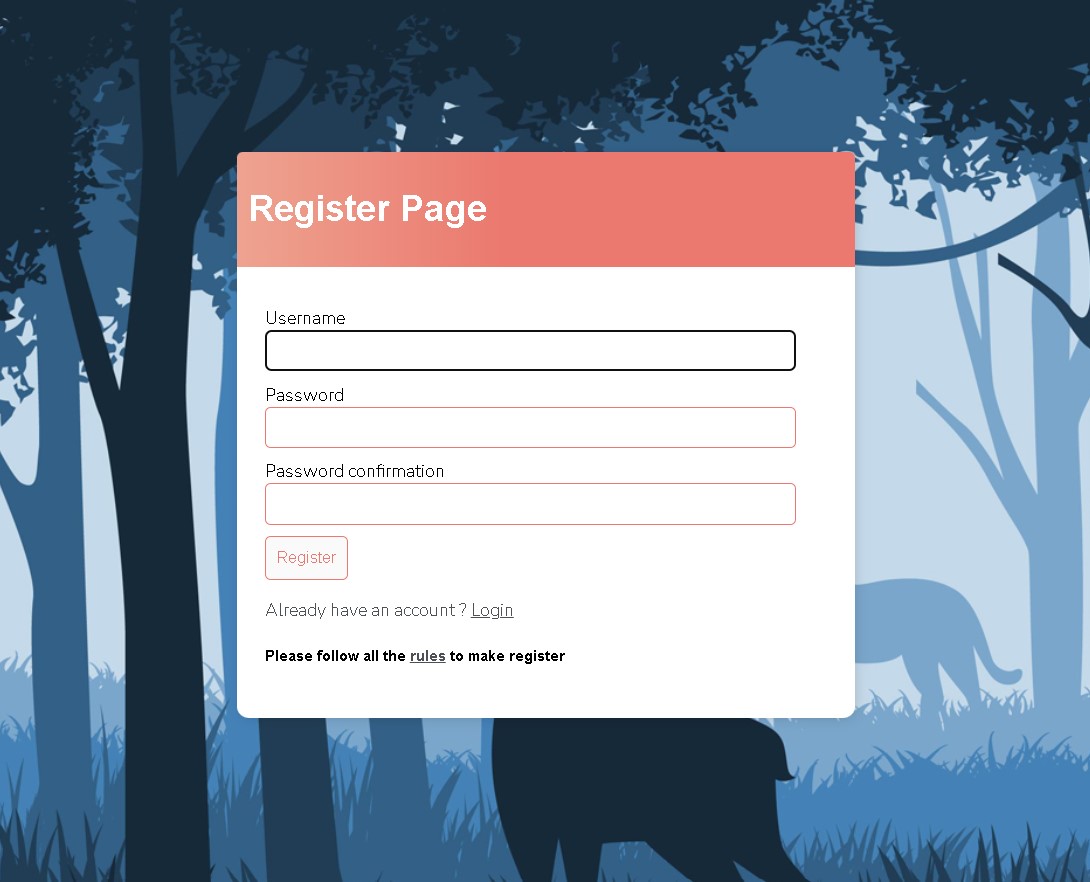 Register Page
Username
Password
Password confirmation
Register
Already have an account ? Login
Please follow all the rules to make register